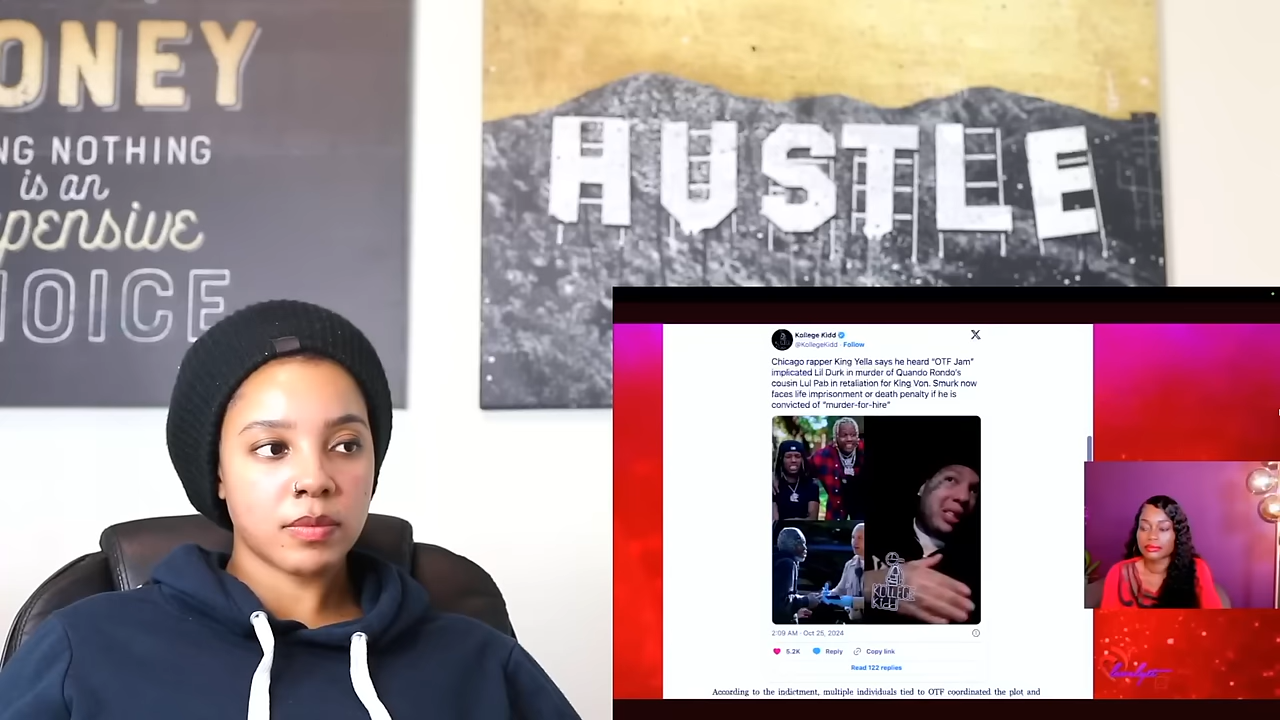 ONEY
NG NOTHING
is an
pensive
HOICE
HUSTLE
Kollege Kidd
@KollegeKidd · Follow
X
Chicago rapper King Yella says he heard “OTF Jam”
implicated Lil Durk in murder of Quando Rondo’s
cousin Lul Pab in retaliation for King Von. Smurk now
faces life imprisonment or death penalty if he is
convicted of “murder-for-hire”
KOLLEGE
KIDD
2:09 AM · Oct 25, 2024
5.2K Reply Copy link
Read 122 replies
According to the indictment, multiple individuals tied to OTF coordinated the plot and